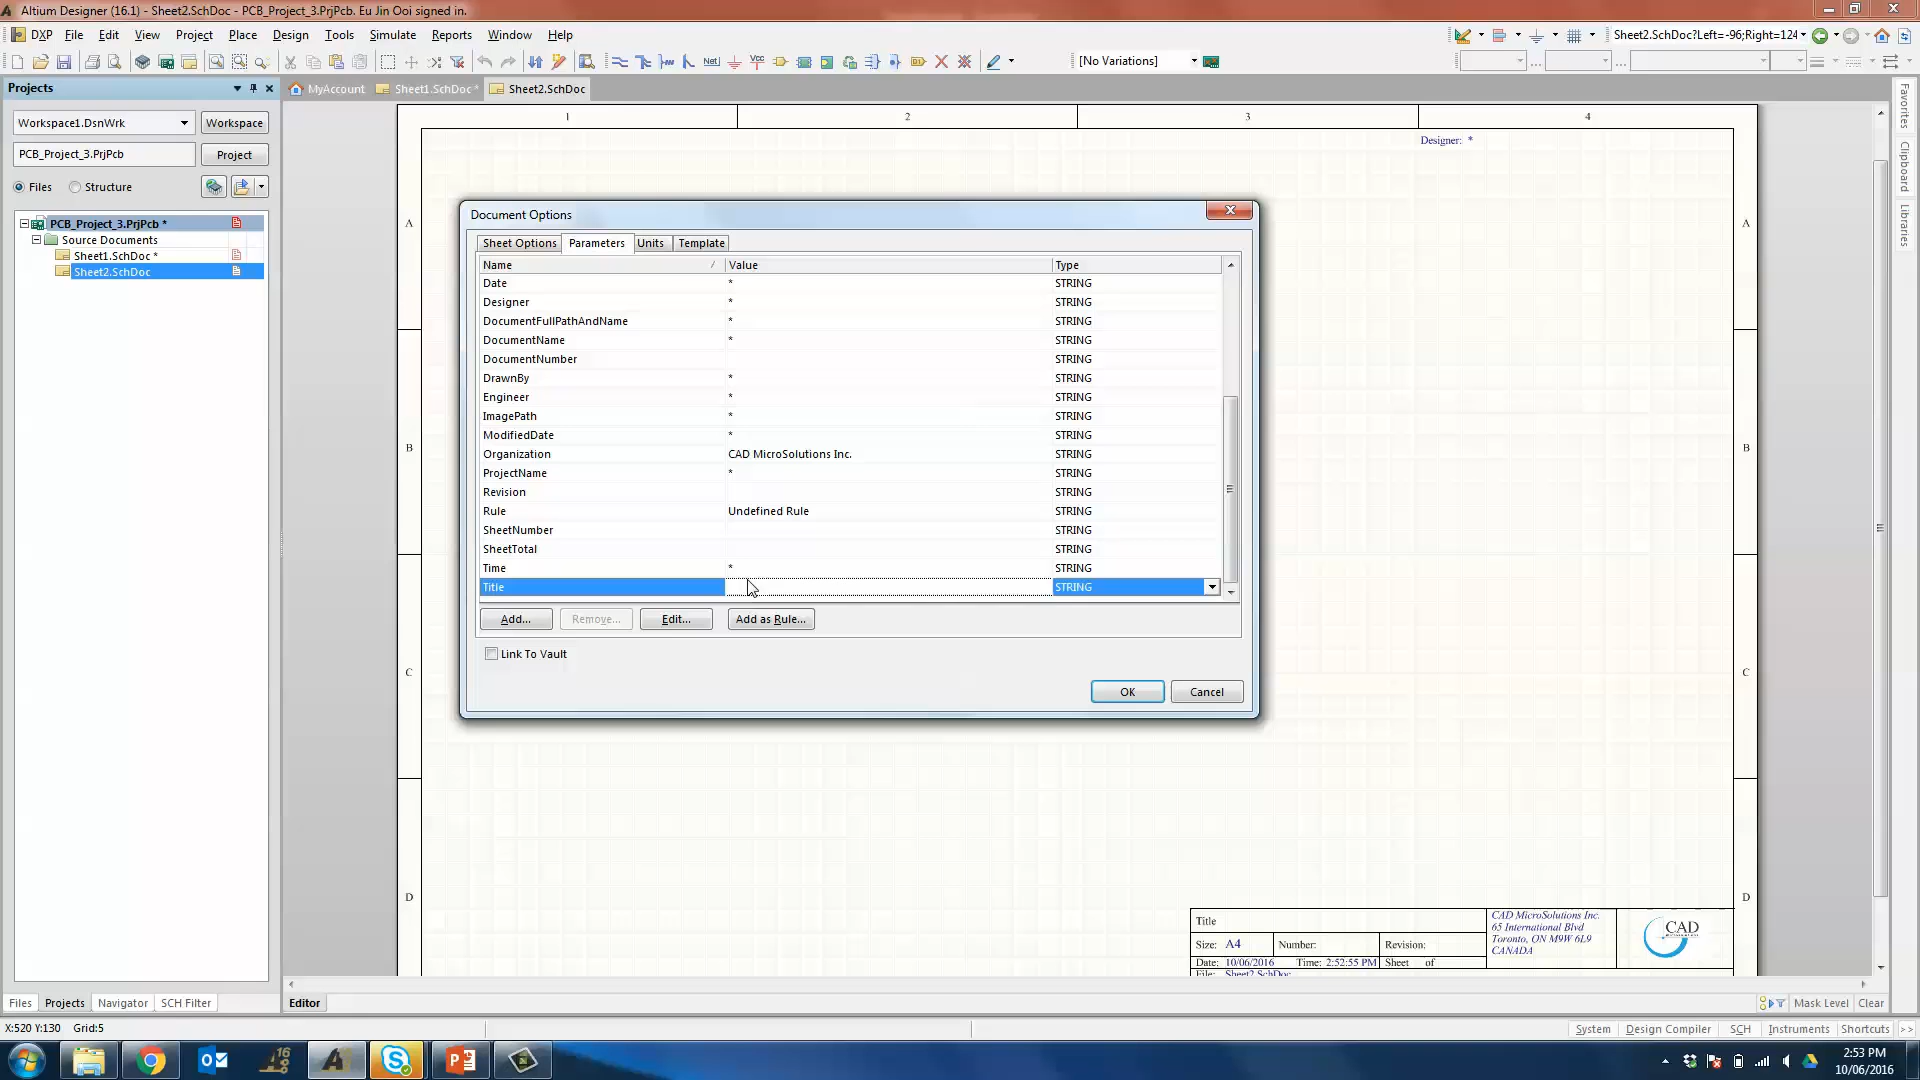 Altium Designer (16.1) - Sheet2.SchDoc - PCB_Project_3.PrjPcb. Eu Jin Ooi signed in.
DXP File Edit View Project Place Design Tools Simulate Reports Window Help
Sheet2.SchDoc?Left=-96;Right=124
Net
Vcc
[No Variations]
Projects
MyAccount
Sheet1.SchDoc *
Sheet2.SchDoc
Workspace1.DsnWrk
Workspace
PCB_Project_3.PrjPcb
Project
Files
Structure
PCB_Project_3.PrjPcb *
Source Documents
Sheet1.SchDoc *
Sheet2.SchDoc
1 2 3 4
Designer: *
A A
B B
C C
D D
Document Options
Sheet Options Parameters Units Template
Name Value Type
Date * STRING
Designer * STRING
DocumentFullPathAndName * STRING
DocumentName * STRING
DocumentNumber STRING
DrawnBy * STRING
Engineer * STRING
ImagePath * STRING
ModifiedDate * STRING
Organization CAD MicroSolutions Inc. STRING
ProjectName * STRING
Revision STRING
Rule Undefined Rule STRING
SheetNumber STRING
SheetTotal STRING
Time * STRING
Title STRING
Add... Remove... Edit... Add as Rule...
Link To Vault
OK Cancel
Title
Size: A4 Number: Revision:
Date: 10/06/2016 Time: 2:52:55 PM Sheet of
File: Sheet2.SchDoc
CAD MicroSolutions Inc.
65 International Blvd
Toronto, ON M9W 6L9
CANADA
CAD
Favorites
Clipboard
Libraries
Files Projects Navigator SCH Filter
Editor
Mask Level Clear
X:520 Y:130 Grid:5
System Design Compiler SCH Instruments Shortcuts >>
2:53 PM
10/06/2016